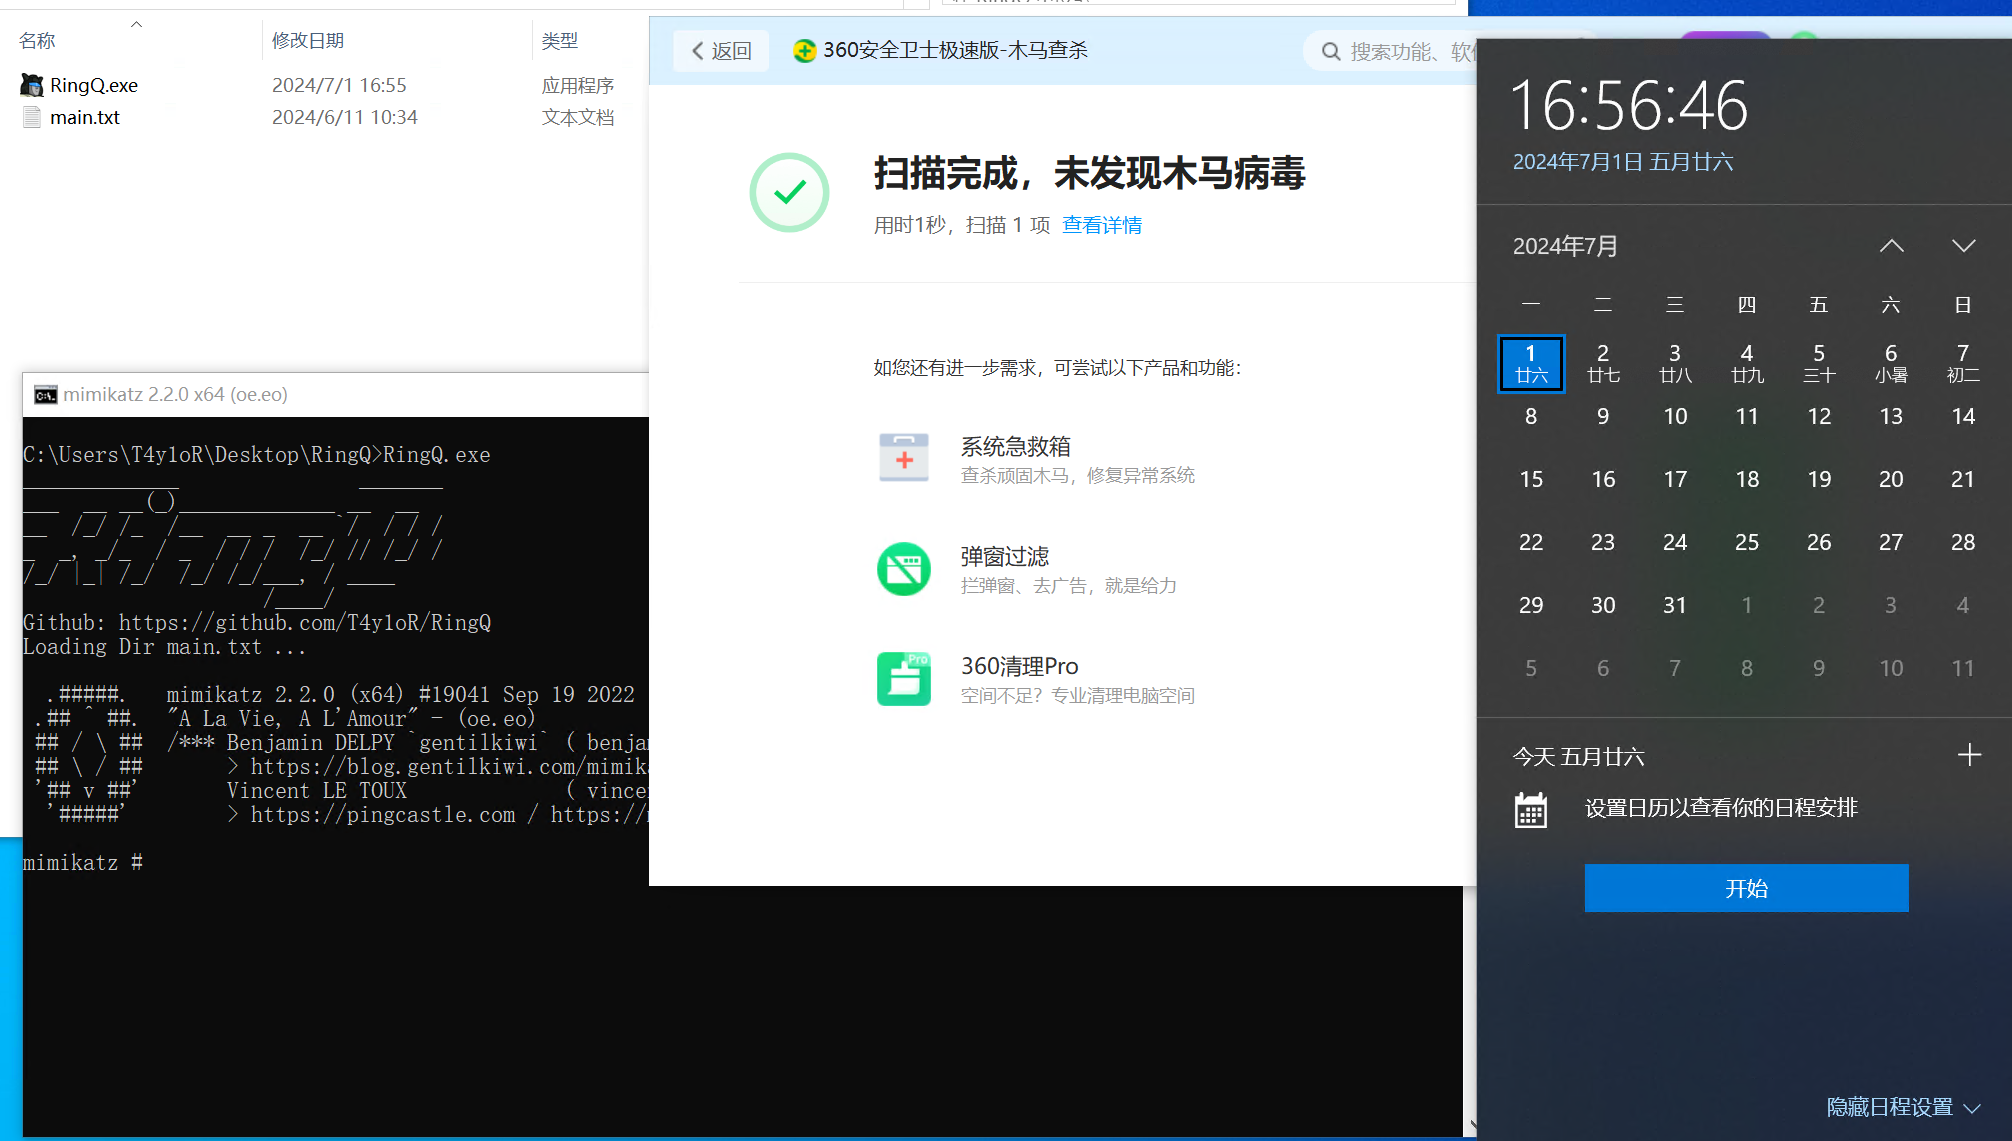 名称
修改日期
类型
RingQ.exe
2024/7/1 16:55
应用程序
main.txt
2024/6/11 10:34
文本文档
mimikatz 2.2.0 x64 (oe.eo)
C:\Users\T4y1oR\Desktop\RingQ>RingQ.exe
Github: https://github.com/T4y1oR/RingQ
Loading Dir main.txt ...
.#####.   mimikatz 2.2.0 (x64) #19041 Sep 19 2022
.## ^ ##.  "A La Vie, A L'Amour" - (oe.eo)
## / \ ##  /*** Benjamin DELPY `gentilkiwi` ( benja
## \ / ##       > https://blog.gentilkiwi.com/mimik
'## v ##'       Vincent LE TOUX             ( vince
'#####'        > https://pingcastle.com / https://
mimikatz #
返回
360安全卫士极速版-木马查杀
搜索功能、软
扫描完成，未发现木马病毒
用时1秒，扫描 1 项 查看详情
如您还有进一步需求，可尝试以下产品和功能：
系统急救箱
查杀顽固木马，修复异常系统
弹窗过滤
拦弹窗、去广告，就是给力
Pro
360清理Pro
空间不足？专业清理电脑空间
16:56:46
2024年7月1日 五月廿六
2024年7月
一 二 三 四 五 六 日
1 2 3 4 5 6 7
廿六 廿七 廿八 廿九 三十 小暑 初二
8 9 10 11 12 13 14
15 16 17 18 19 20 21
22 23 24 25 26 27 28
29 30 31 1 2 3 4
5 6 7 8 9 10 11
今天 五月廿六
设置日历以查看你的日程安排
开始
隐藏日程设置